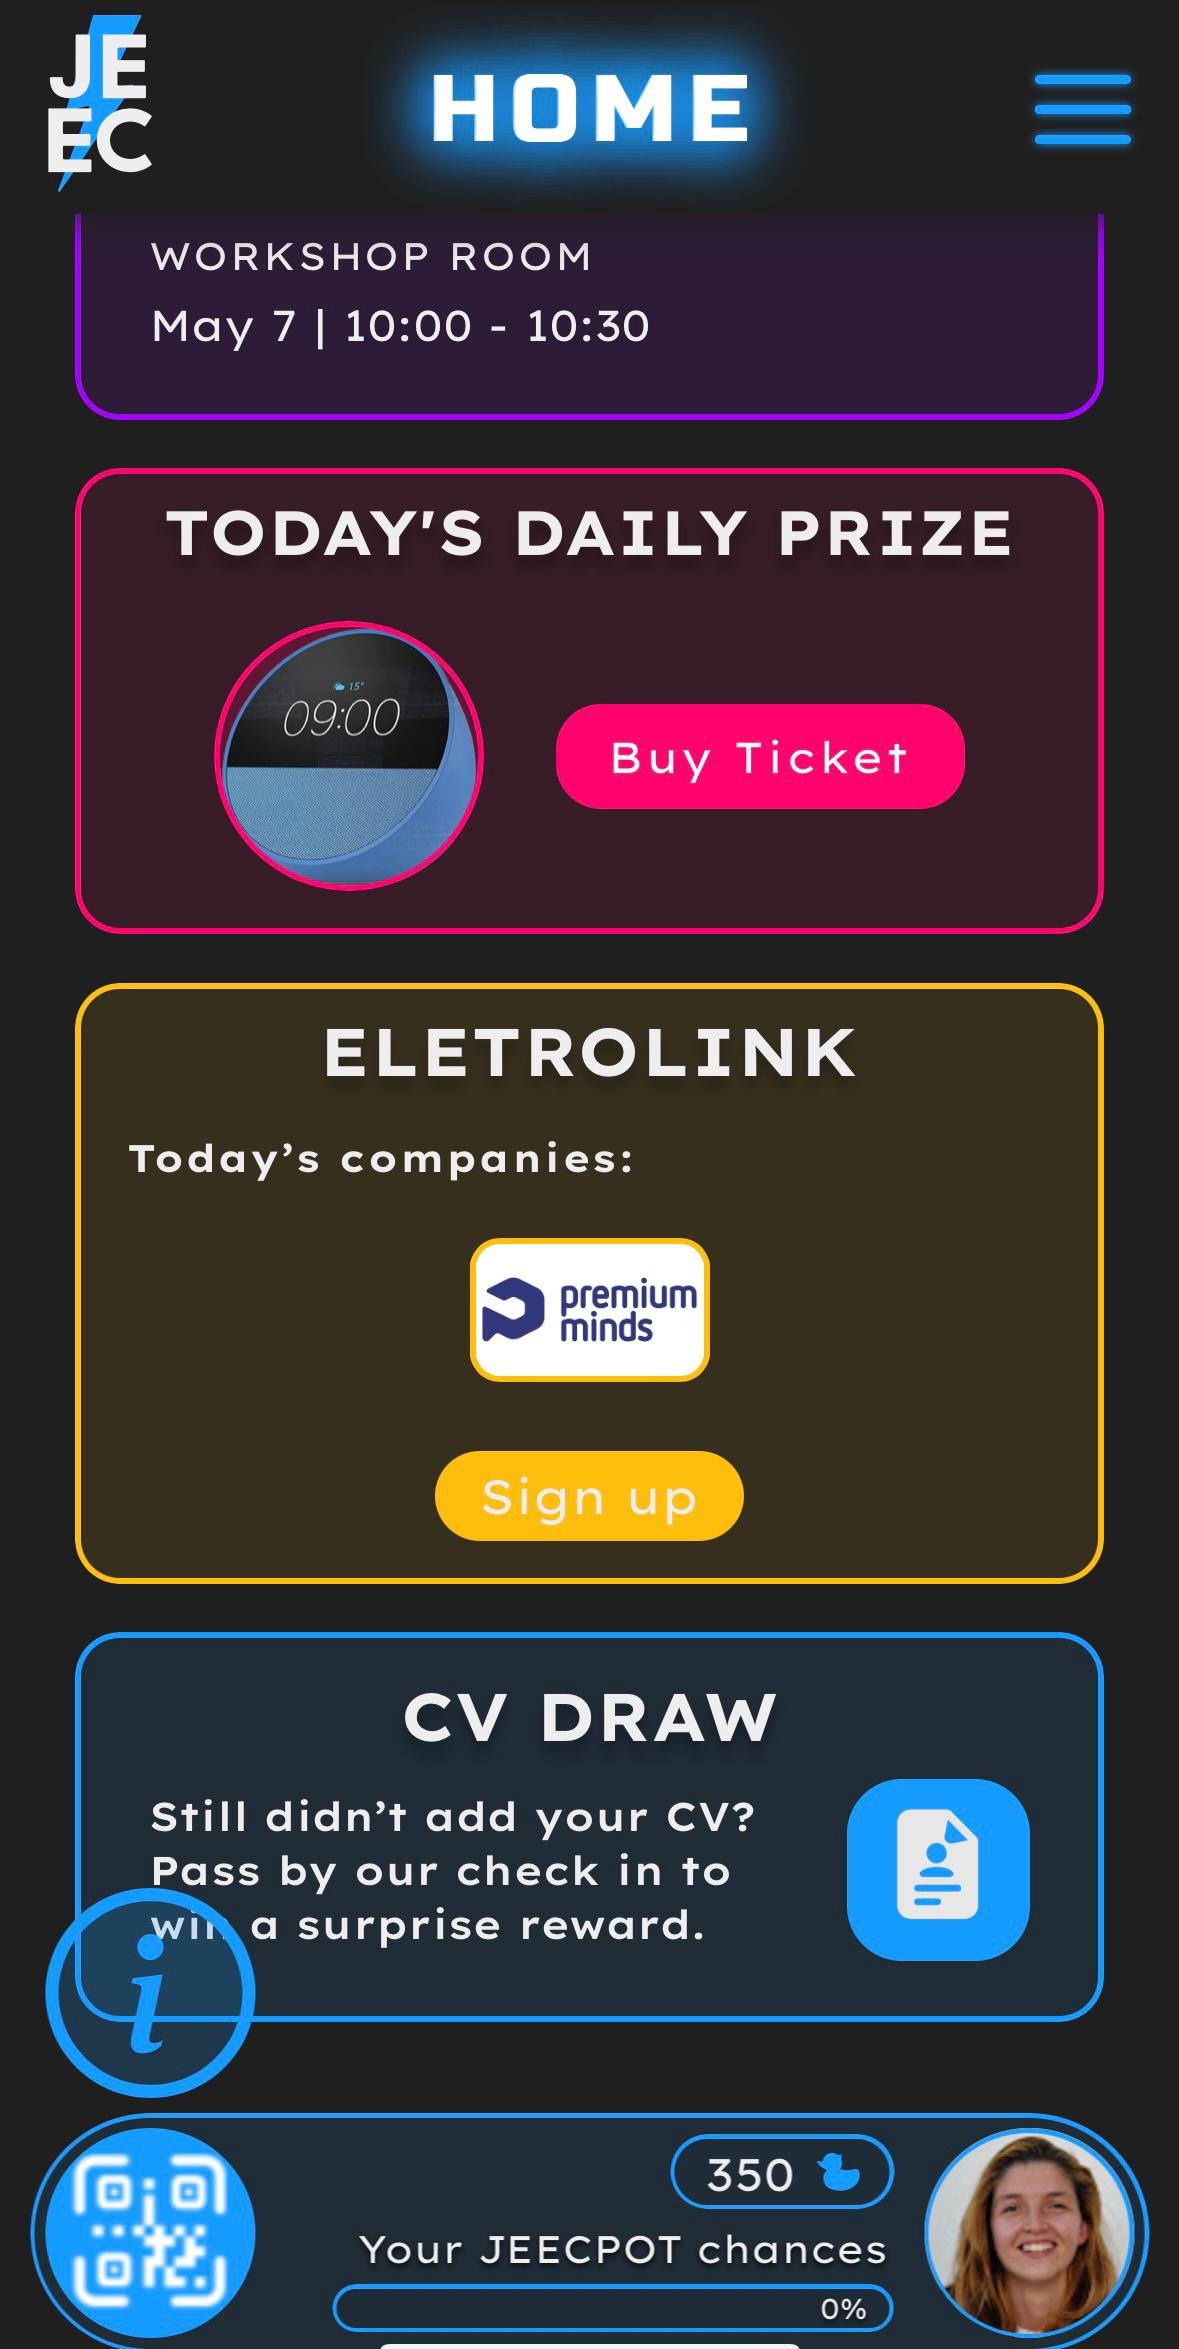 JE
EC
HOME
WORKSHOP ROOM
May 7 | 10:00 - 10:30
TODAY'S DAILY PRIZE
15°
09:00
Buy Ticket
ELETROLINK
Today’s companies:
premium
minds
Sign up
CV DRAW
Still didn’t add your CV?
Pass by our check in to
win a surprise reward.
i
350
Your JEECPOT chances
0%